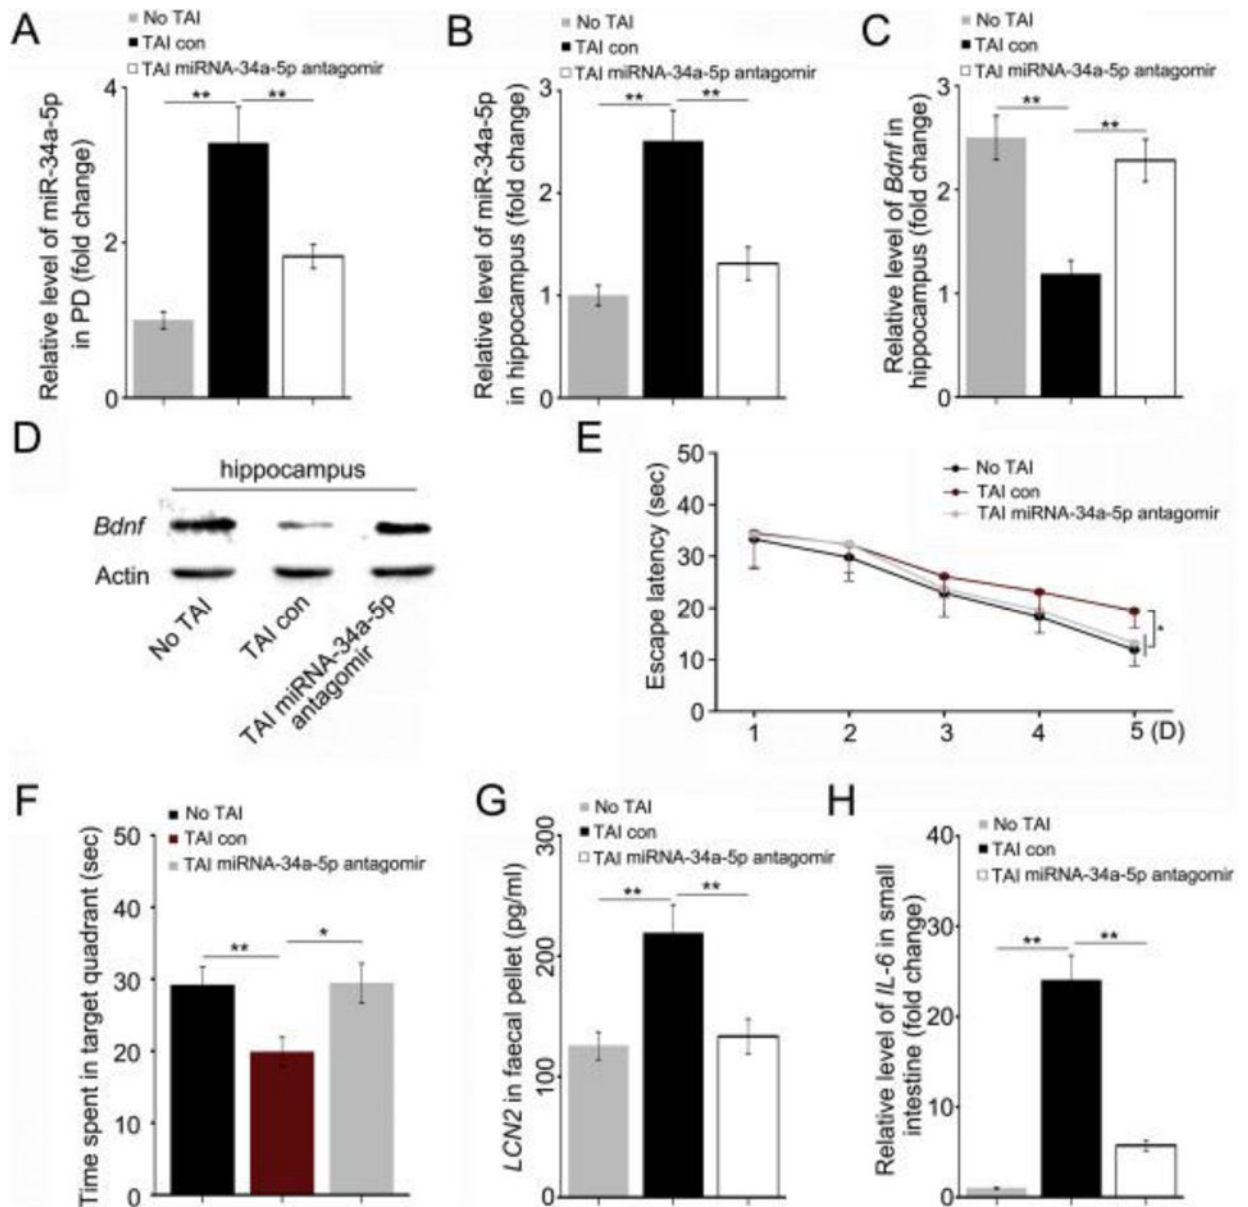 A
No TAI
TAI con
TAI miRNA-34a-5p antagomir
Relative level of miR-34a-5p
in PD (fold change)
4
2
0
**
**
B
No TAI
TAI con
TAI miRNA-34a-5p antagomir
Relative level of miR-34a-5p
in hippocampus (fold change)
3
2
1
0
**
**
C
No TAI
TAI con
TAI miRNA-34a-5p antagomir
Relative level of Bdnf in
hippocampus (fold change)
3
2
1
0
**
**
D
hippocampus
Bdnf
Actin
No TAI
TAI con
TAI miRNA-34a-5p
antagomir
E
Escape latency (sec)
50
40
30
20
10
0
No TAI
TAI con
TAI miRNA-34a-5p antagomir
*
1 2 3 4 5 (D)
F
No TAI
TAI con
TAI miRNA-34a-5p antagomir
Time spent in target quadrant (sec)
50
40
30
20
10
0
**
*
G
No TAI
TAI con
TAI miRNA-34a-5p antagomir
LCN2 in faecal pellet (pg/ml)
300
200
100
0
**
**
H
No TAI
TAI con
TAI miRNA-34a-5p antagomir
Relative level of IL-6 in small
intestine (fold change)
40
30
20
10
0
**
**